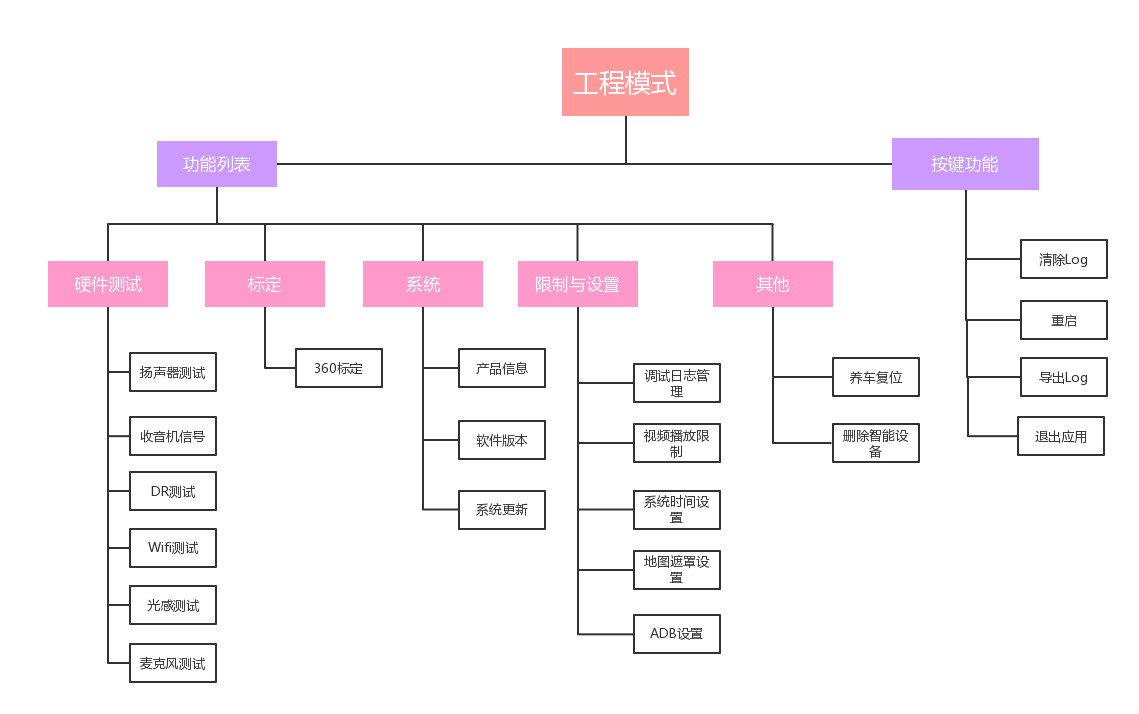 工程模式
功能列表
按键功能
硬件测试
标定
系统
限制与设置
其他
扬声器测试
收音机信号
DR测试
Wifi测试
光感测试
麦克风测试
360标定
产品信息
软件版本
系统更新
调试日志管
理
视频播放限
制
系统时间设
置
地图遮罩设
置
ADB设置
养车复位
删除智能设
备
清除Log
重启
导出Log
退出应用